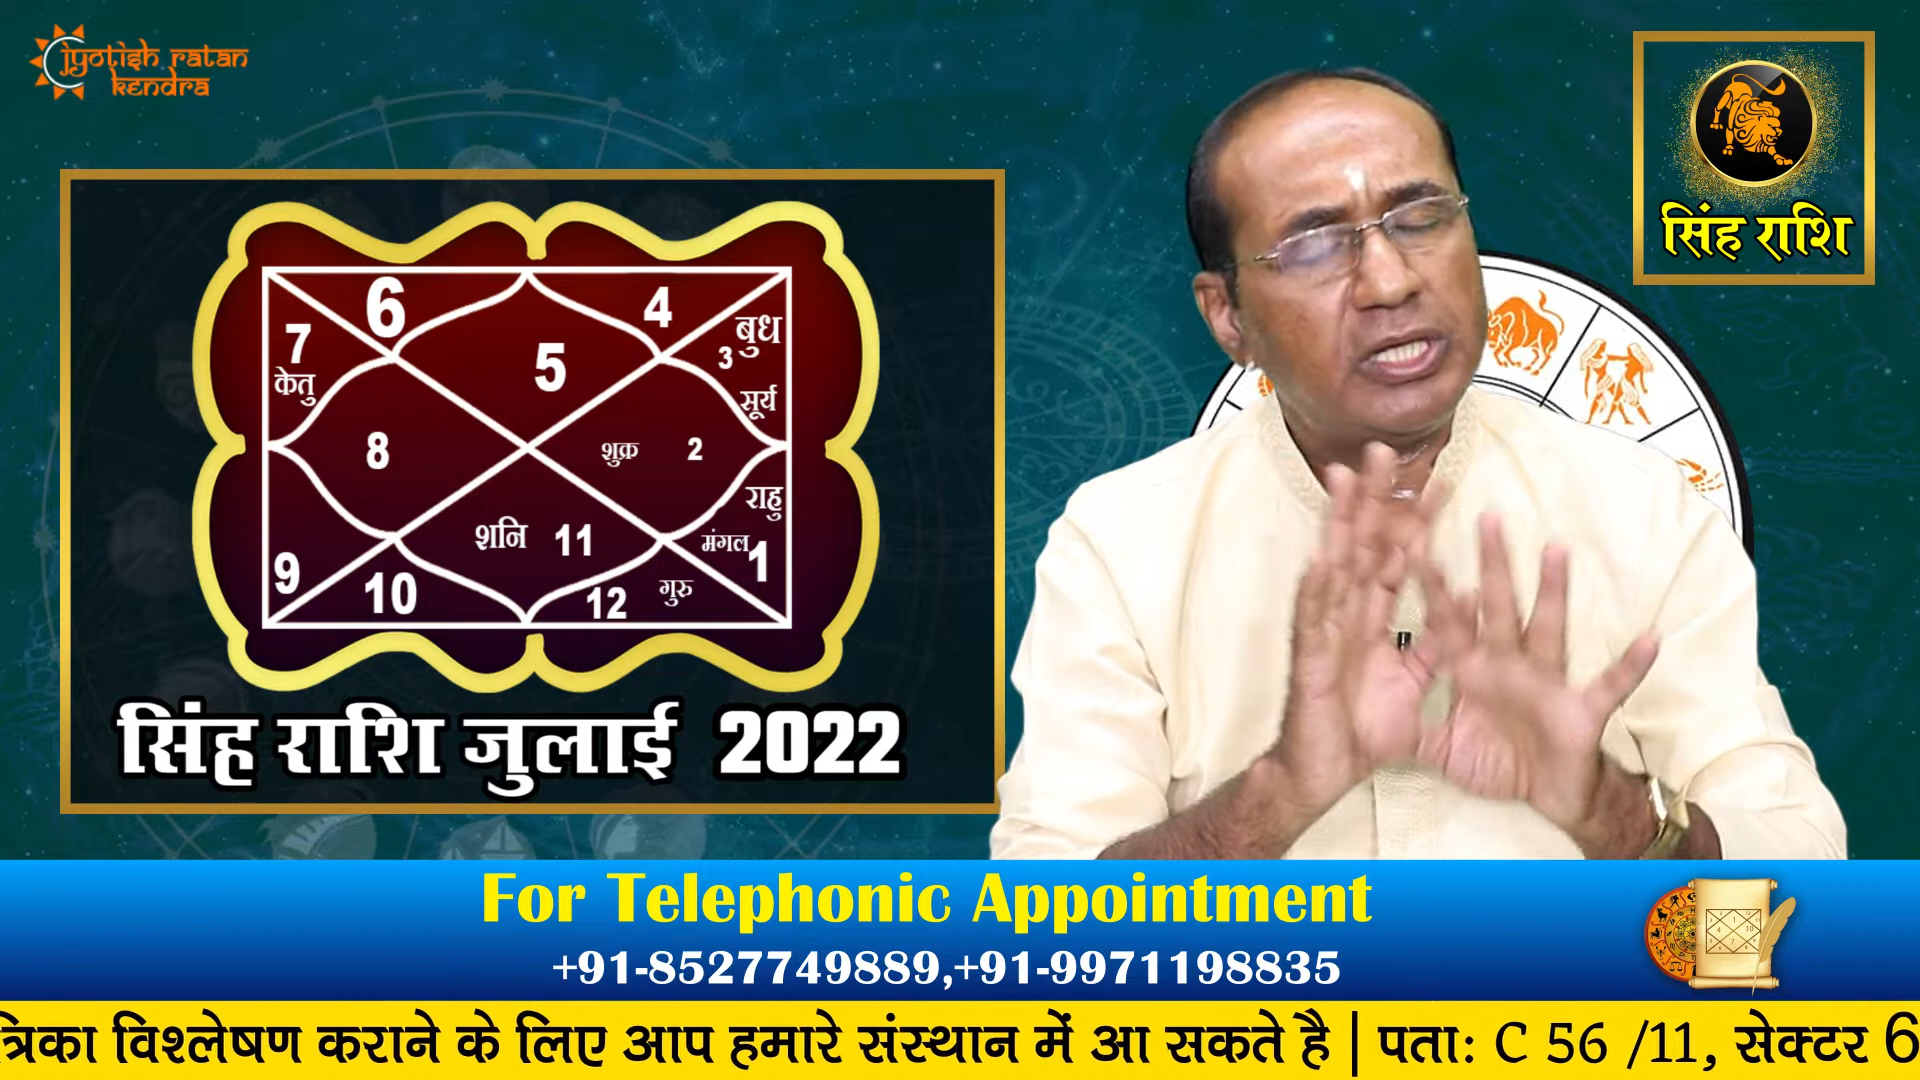 Jyotish Ratan
Kendra
सिंह राशि
6
4
बुध
7
3
केतु
5
सूर्य
8
शुक्र 2
राहु
शनि 11
मंगल 1
9
10
12 गुरु
सिंह राशि जुलाई 2022
For Telephonic Appointment
+91-8527749889,+91-9971198835
त्रिका विश्लेषण कराने के लिए आप हमारे संस्थान में आ सकते है | पता: C 56 /11, सेक्टर 6